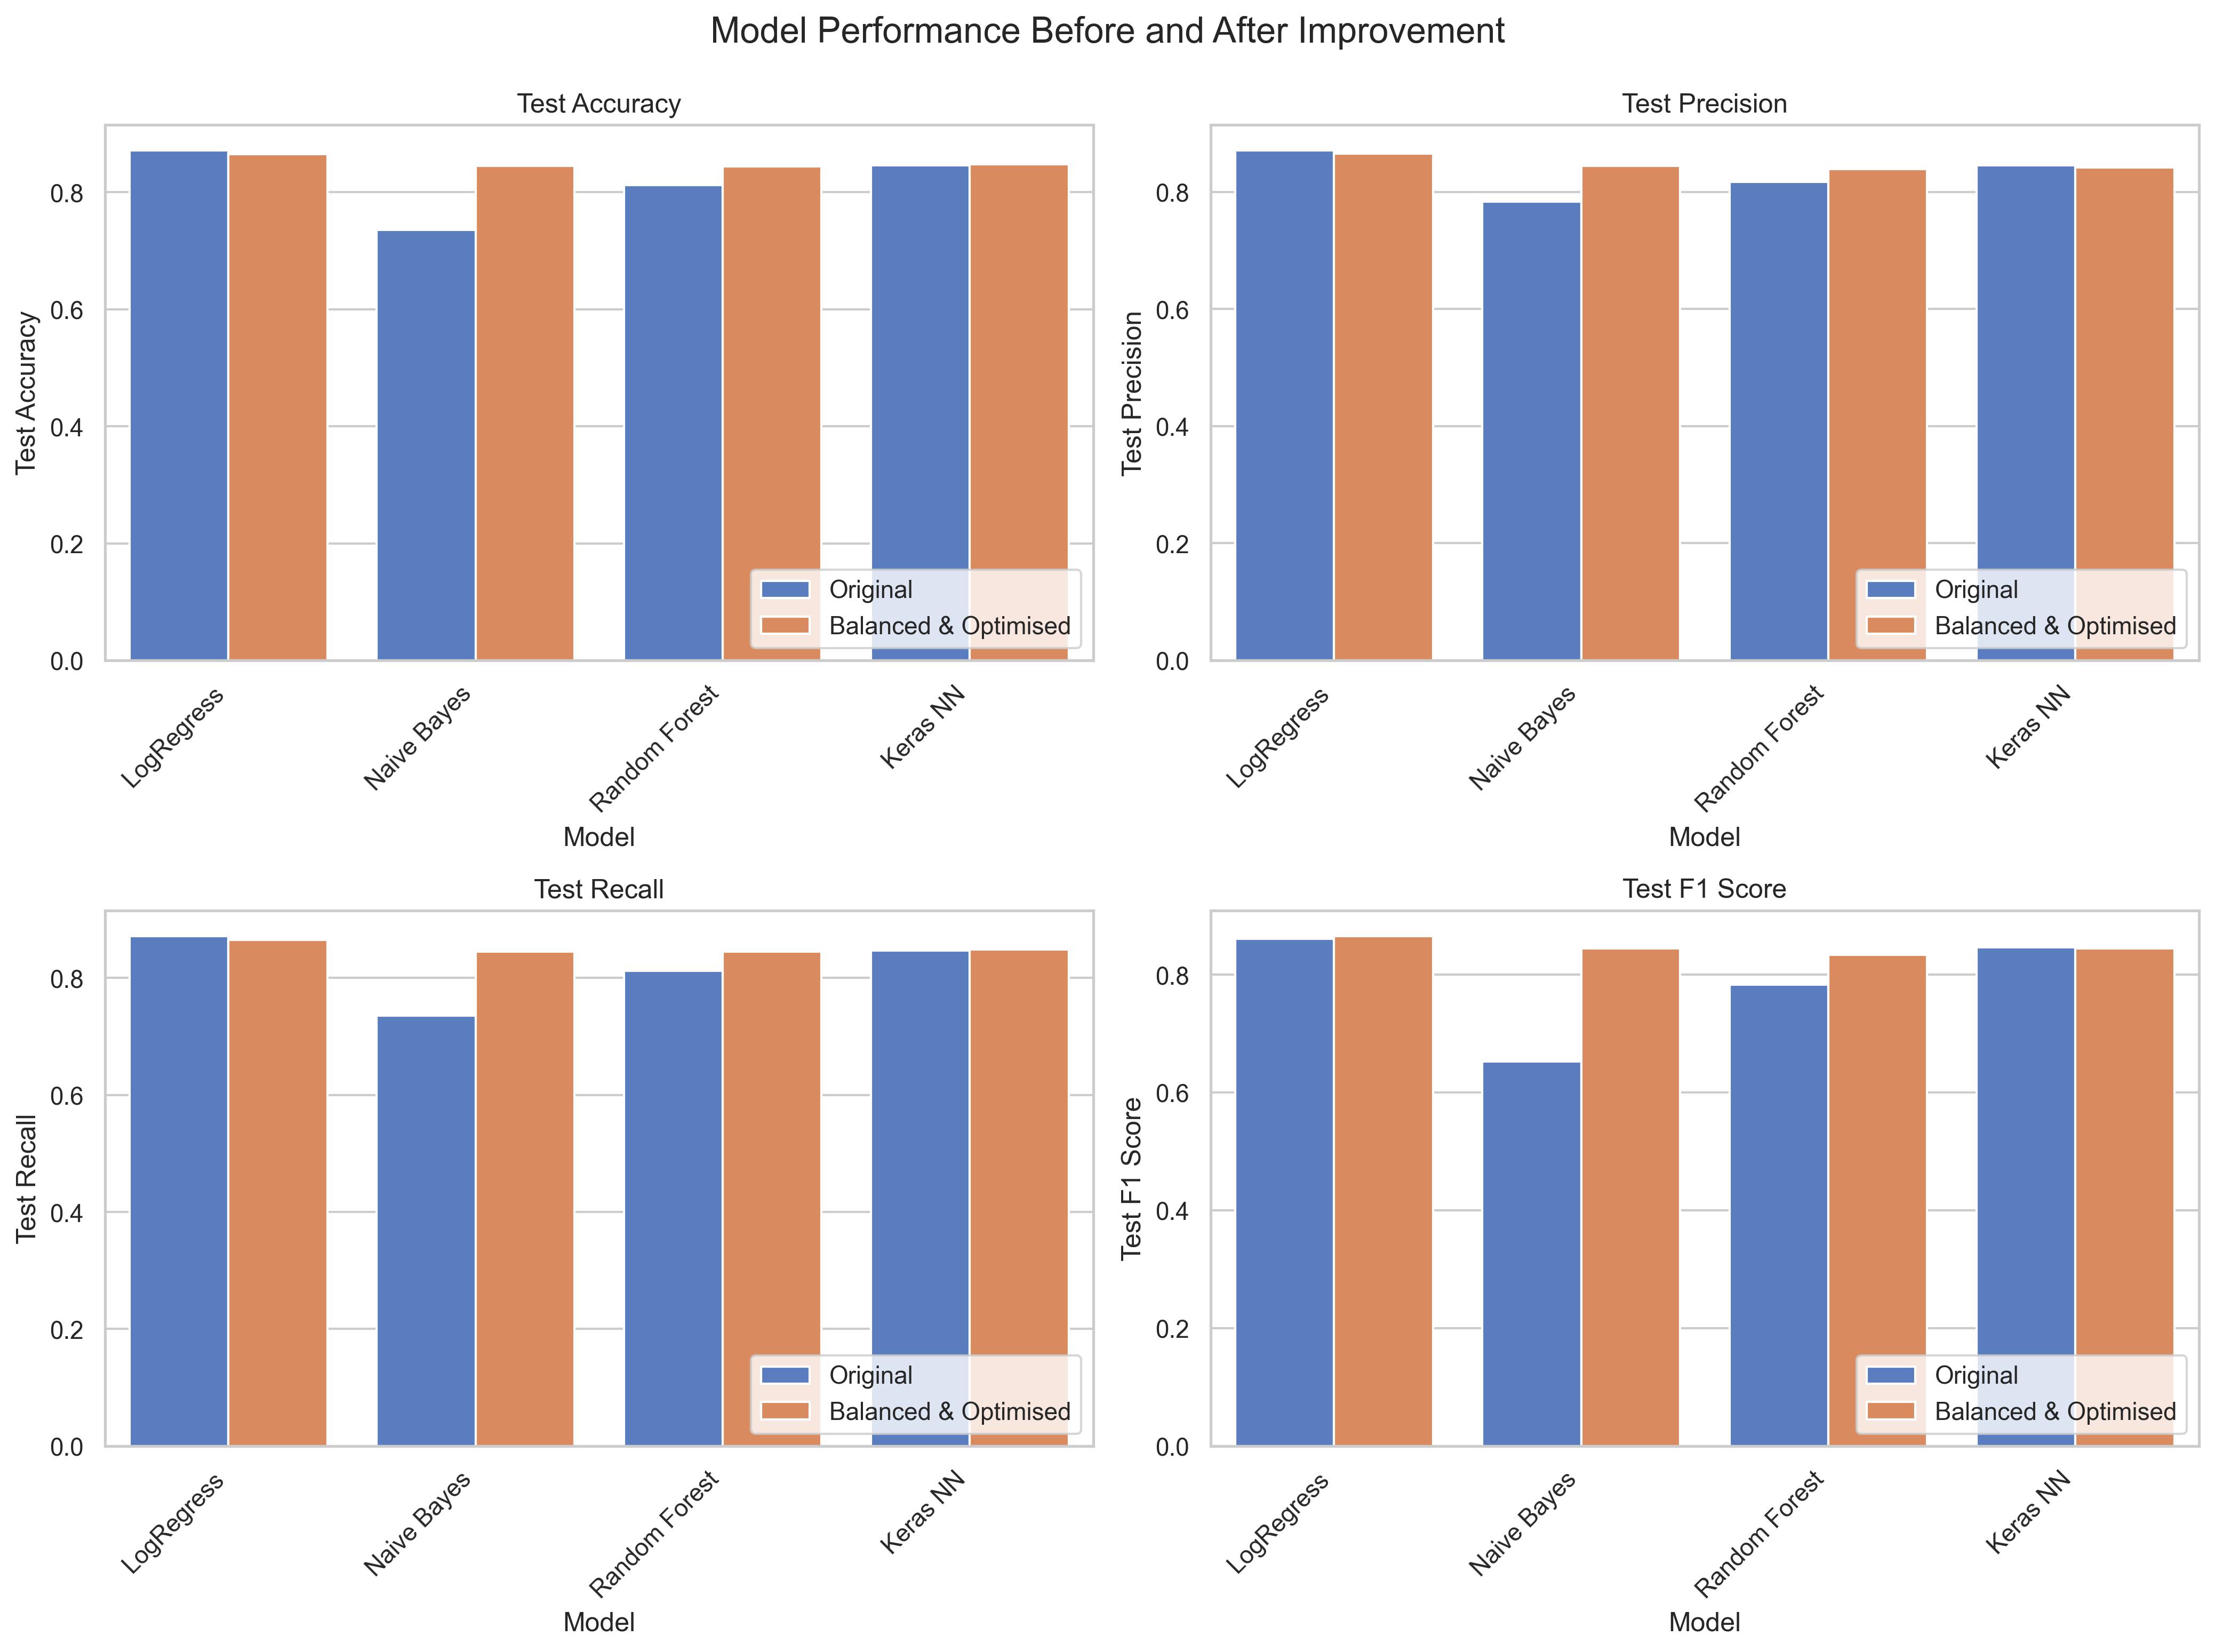 Model Performance Before and After Improvement
Test Accuracy
Test Accuracy
0.8
0.6
0.4
0.2
0.0
Original
Balanced & Optimised
LogRegress
Naive Bayes
Random Forest
Keras NN
Model
Test Precision
Test Precision
0.8
0.6
0.4
0.2
0.0
Original
Balanced & Optimised
LogRegress
Naive Bayes
Random Forest
Keras NN
Model
Test Recall
Test Recall
0.8
0.6
0.4
0.2
0.0
Original
Balanced & Optimised
LogRegress
Naive Bayes
Random Forest
Keras NN
Model
Test F1 Score
Test F1 Score
0.8
0.6
0.4
0.2
0.0
Original
Balanced & Optimised
LogRegress
Naive Bayes
Random Forest
Keras NN
Model